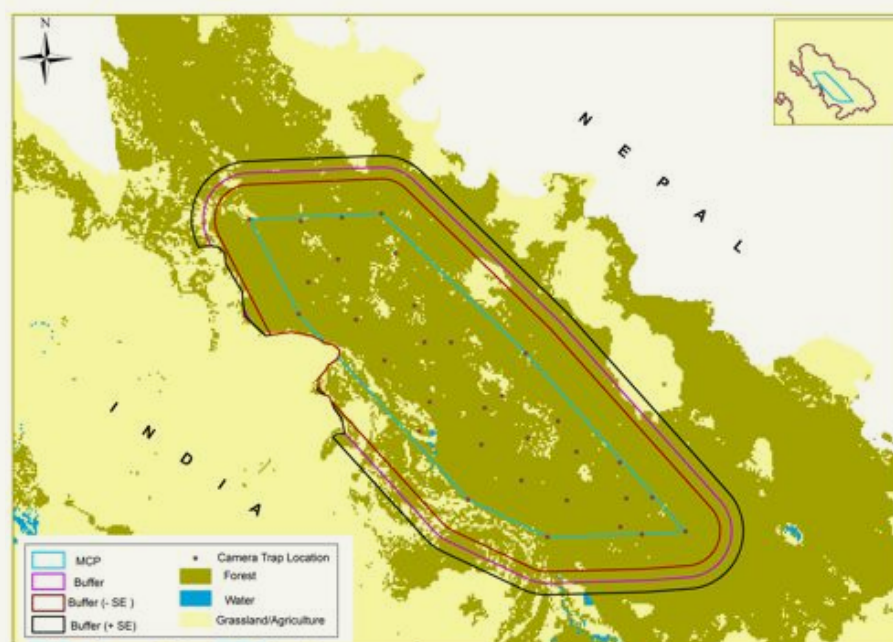 N
N E P A L
I N D I A
MCP
Buffer
Buffer (- SE )
Buffer (+ SE)
Camera Trap Location
Forest
Water
Grassland/Agriculture